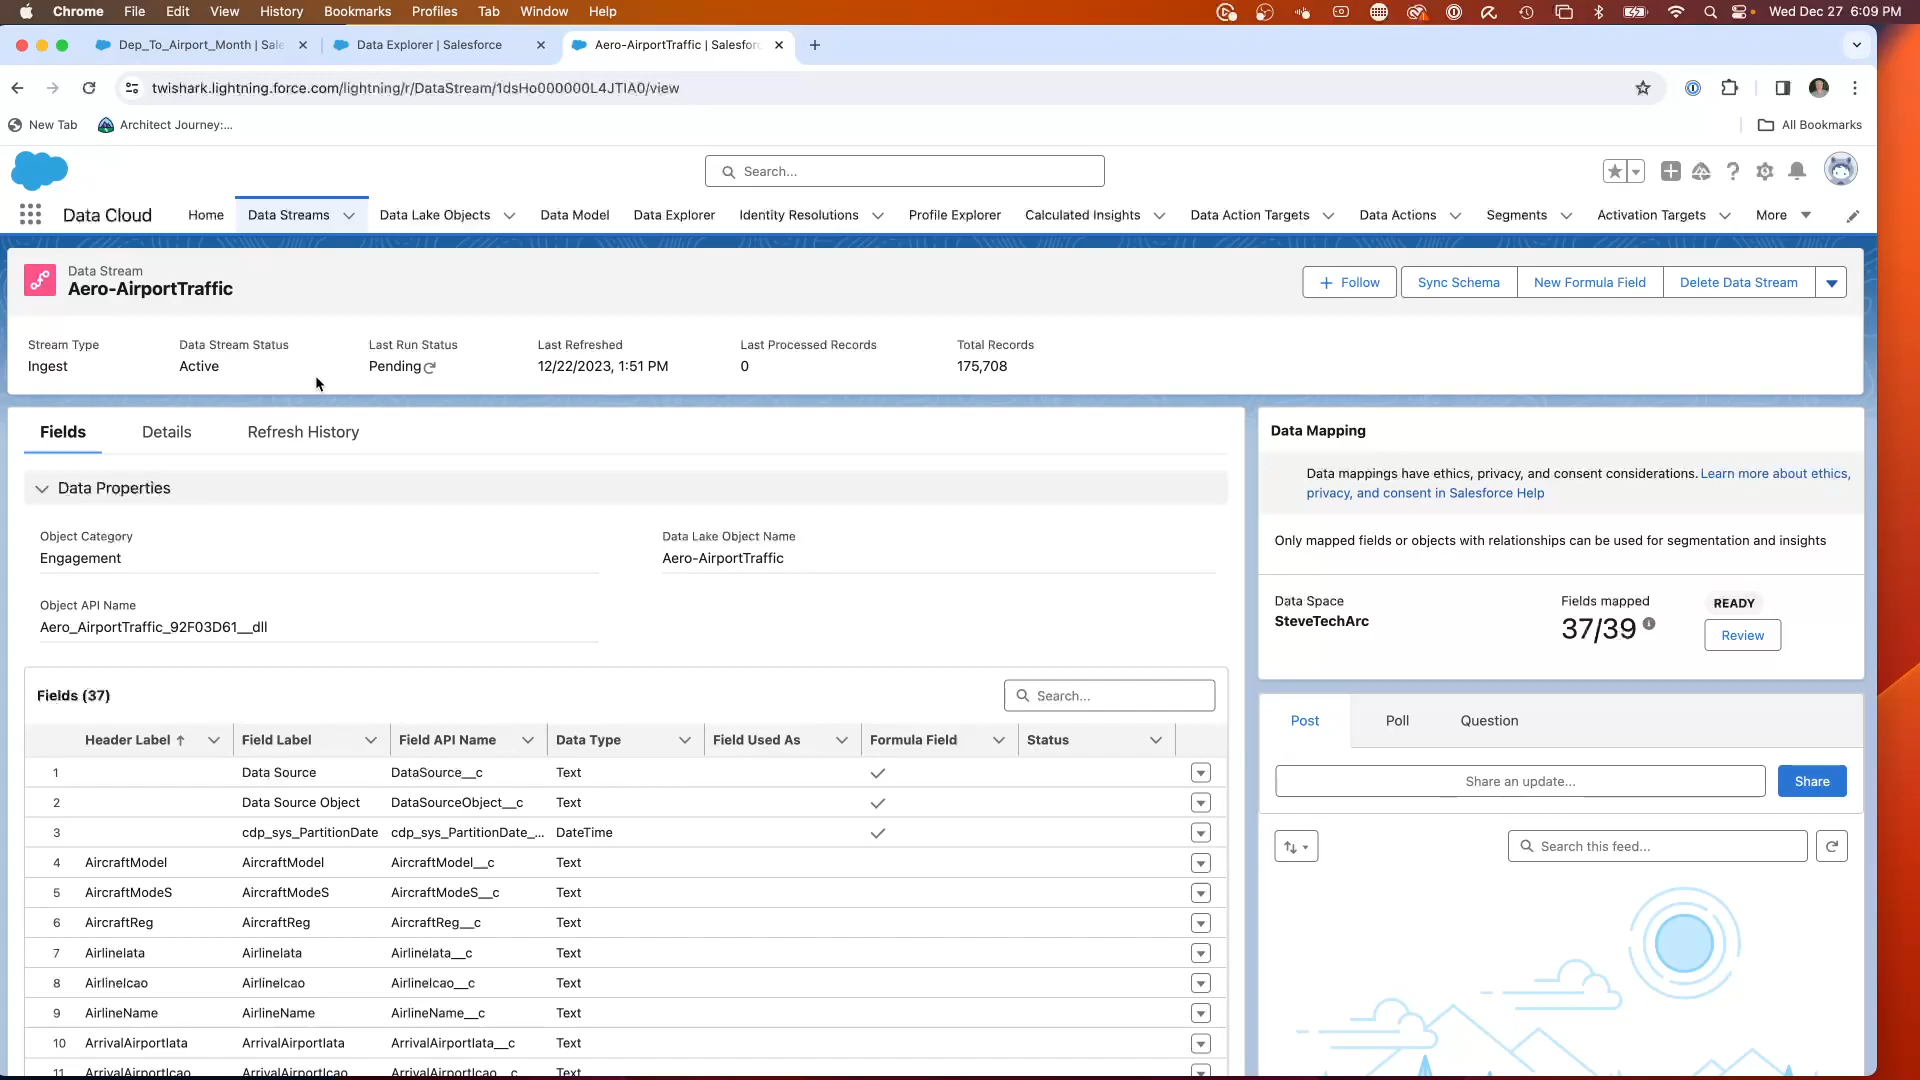 Chrome File Edit View History Bookmarks Profiles Tab Window Help Wed Dec 27 6:09 PM
Dep_To_Airport_Month | Sale Data Explorer | Salesforce Aero-AirportTraffic | Salesforc
twishark.lightning.force.com/lightning/r/DataStream/1dsHo000000L4JTIA0/view
New Tab Architect Journey:... All Bookmarks
Search...
Data Cloud Home Data Streams Data Lake Objects Data Model Data Explorer Identity Resolutions Profile Explorer Calculated Insights Data Action Targets Data Actions Segments Activation Targets More
Data Stream
Aero-AirportTraffic
Follow Sync Schema New Formula Field Delete Data Stream
Stream Type Data Stream Status Last Run Status Last Refreshed Last Processed Records Total Records
Ingest Active Pending 12/22/2023, 1:51 PM 0 175,708
Fields Details Refresh History
Data Properties
Object Category Data Lake Object Name
Engagement Aero-AirportTraffic
Object API Name
Aero_AirportTraffic_92F03D61__dll
Fields (37) Search...
Header Label Field Label Field API Name Data Type Field Used As Formula Field Status
1 Data Source DataSource__c Text
2 Data Source Object DataSourceObject__c Text
3 cdp_sys_PartitionDate cdp_sys_PartitionDate_... DateTime
4 AircraftModel AircraftModel AircraftModel__c Text
5 AircraftModeS AircraftModeS AircraftModeS__c Text
6 AircraftReg AircraftReg AircraftReg__c Text
7 AirlineIata AirlineIata AirlineIata__c Text
8 AirlineIcao AirlineIcao AirlineIcao__c Text
9 AirlineName AirlineName AirlineName__c Text
10 ArrivalAirportIata ArrivalAirportIata ArrivalAirportIata__c Text
11 ArrivalAirportIcao ArrivalAirportIcao ArrivalAirportIcao__c Text
Data Mapping
Data mappings have ethics, privacy, and consent considerations. Learn more about ethics,
privacy, and consent in Salesforce Help
Only mapped fields or objects with relationships can be used for segmentation and insights
Data Space Fields mapped READY
SteveTechArc 37/39 Review
Post Poll Question
Share an update... Share
Search this feed...